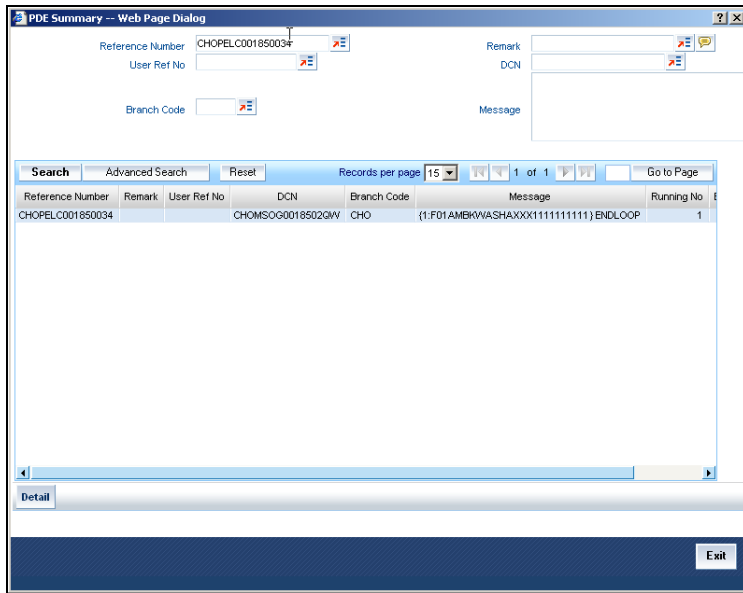 PDE Summary -- Web Page Dialog
Reference Number CHOPELC001850034 Remark
User Ref No DCN
Branch Code Message
Search Advanced Search Reset Records per page 15 1 of 1 Go to Page
Reference Number Remark User Ref No DCN Branch Code Message Running No E
CHOPELC001850034 CHOMSOG0018502QW CHO {1:F01AMBKVVASHAXXX1111111111}ENDLOOP 1
Detail
Exit